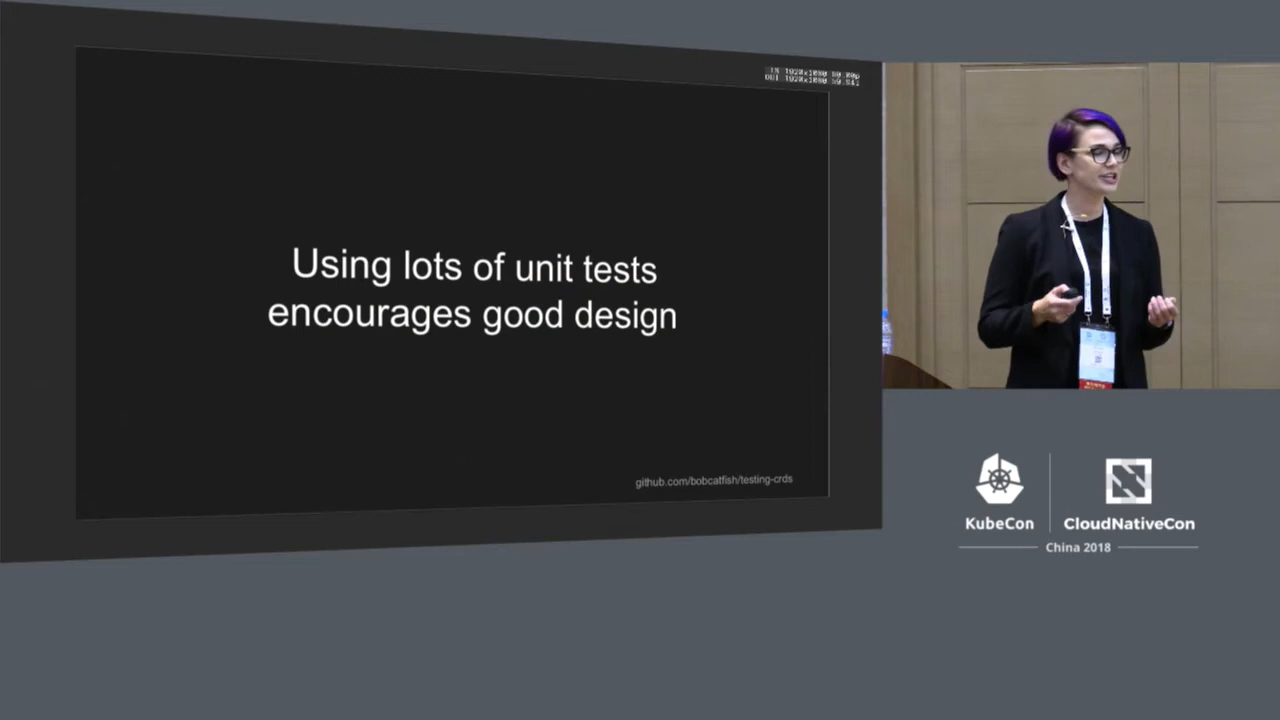 Using lots of unit tests
encourages good design
github.com/bobcatfish/testing-crds
KubeCon
CloudNativeCon
China 2018